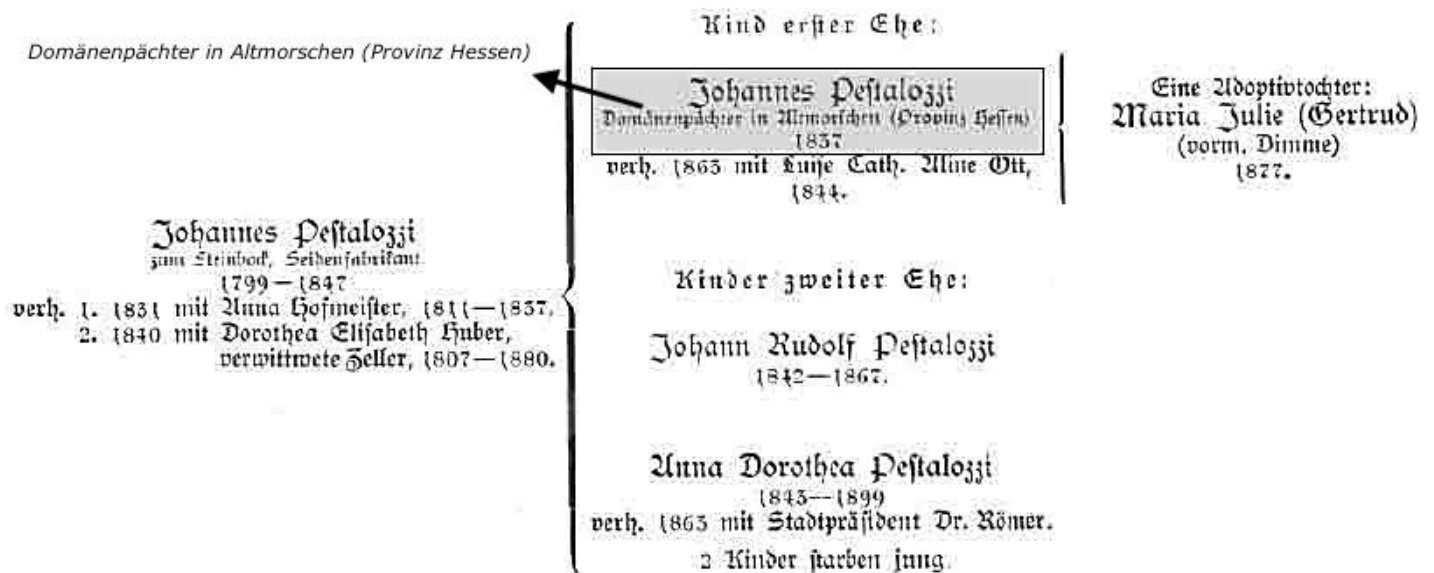 Domänenpächter in Altmorschen (Provinz Hessen)
Johannes Pestalozzi
zum Steinbock, Seidenfabrikant
1799–1847
verh. 1. 1831 mit Anna Hofmeister, 1811–1837.
2. 1840 mit Dorothea Elisabeth Huber,
verwittwete Zeller, 1807–1880.
Kind erster Ehe:
Johannes Pestalozzi
Domänenpächter in Altmorschen (Provinz Hessen)
1837
verh. 1863 mit Luise Cath. Aline Ott,
1844.
Eine Adoptivtochter:
Maria Julie (Gertrud)
(vorm. Dimme)
1877.
Kinder zweiter Ehe:
Johann Rudolf Pestalozzi
1842–1867.
Anna Dorothea Pestalozzi
1843–1899
verh. 1863 mit Stadtpräsident Dr. Römer.
2 Kinder starben jung.